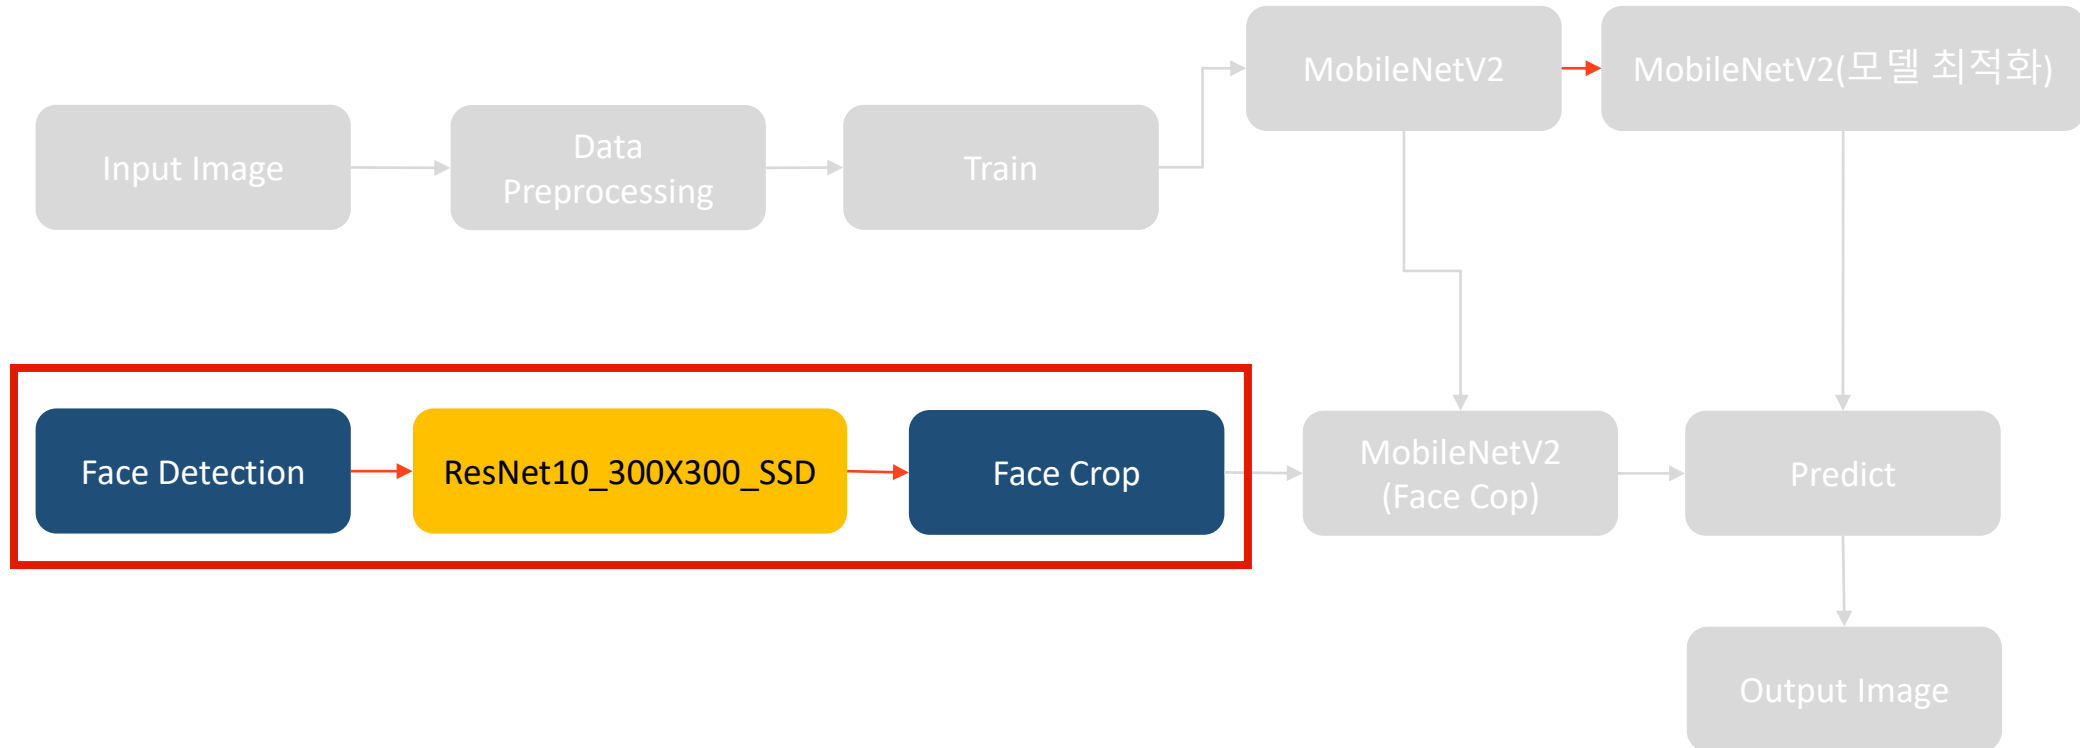 MobileNetV2
MobileNetV2(모델 최적화)
Input Image
Data
Preprocessing
Train
Face Detection
ResNet10_300X300_SSD
Face Crop
MobileNetV2
(Face Cop)
Predict
Output Image